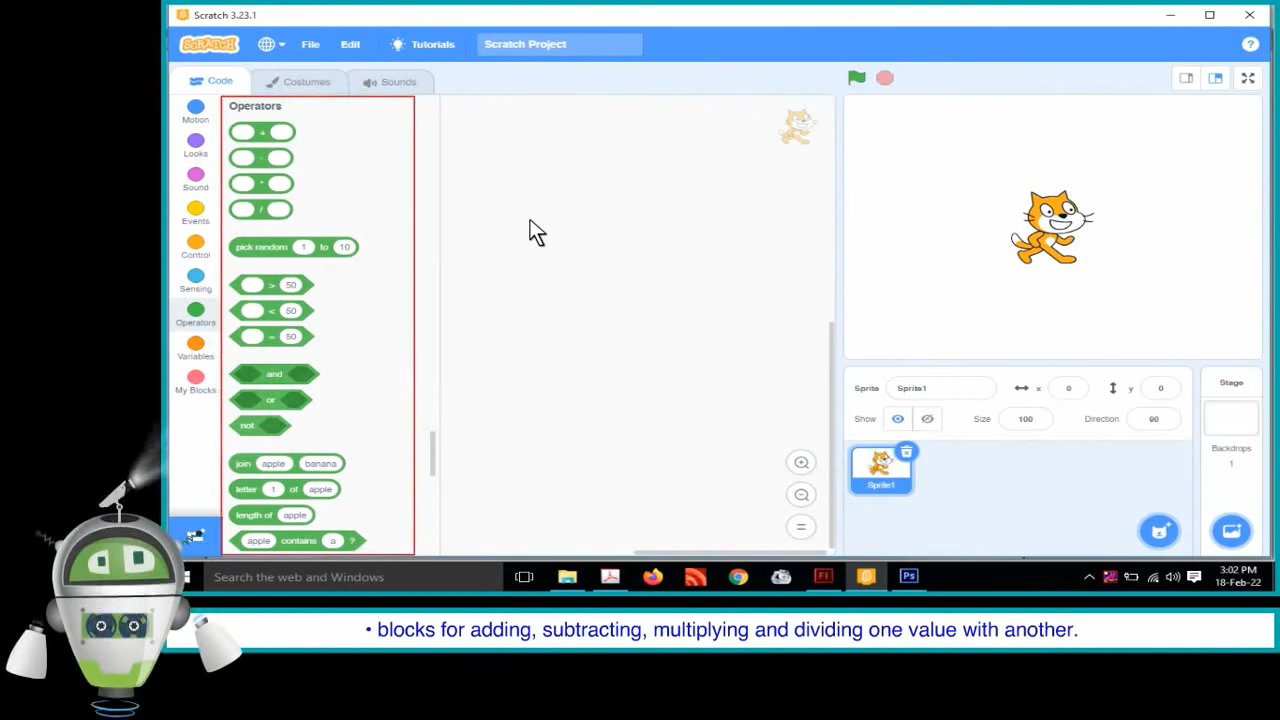 Scratch 3.23.1
SCRATCH
File
Edit
Tutorials
Scratch Project
?
Code
Costumes
Sounds
Motion
Looks
Sound
Events
Control
Sensing
Operators
Variables
My Blocks
Operators
+
-
*
/
pick random 1 to 10
> 50
< 50
= 50
and
or
not
join apple banana
letter 1 of apple
length of apple
apple contains a ?
Sprite Sprite1 x 0 y 0
Show Size 100 Direction 90
Sprite1
Stage
Backdrops
1
Search the web and Windows
Fl
Ps
3:02 PM
18-Feb-22
• blocks for adding, subtracting, multiplying and dividing one value with another.